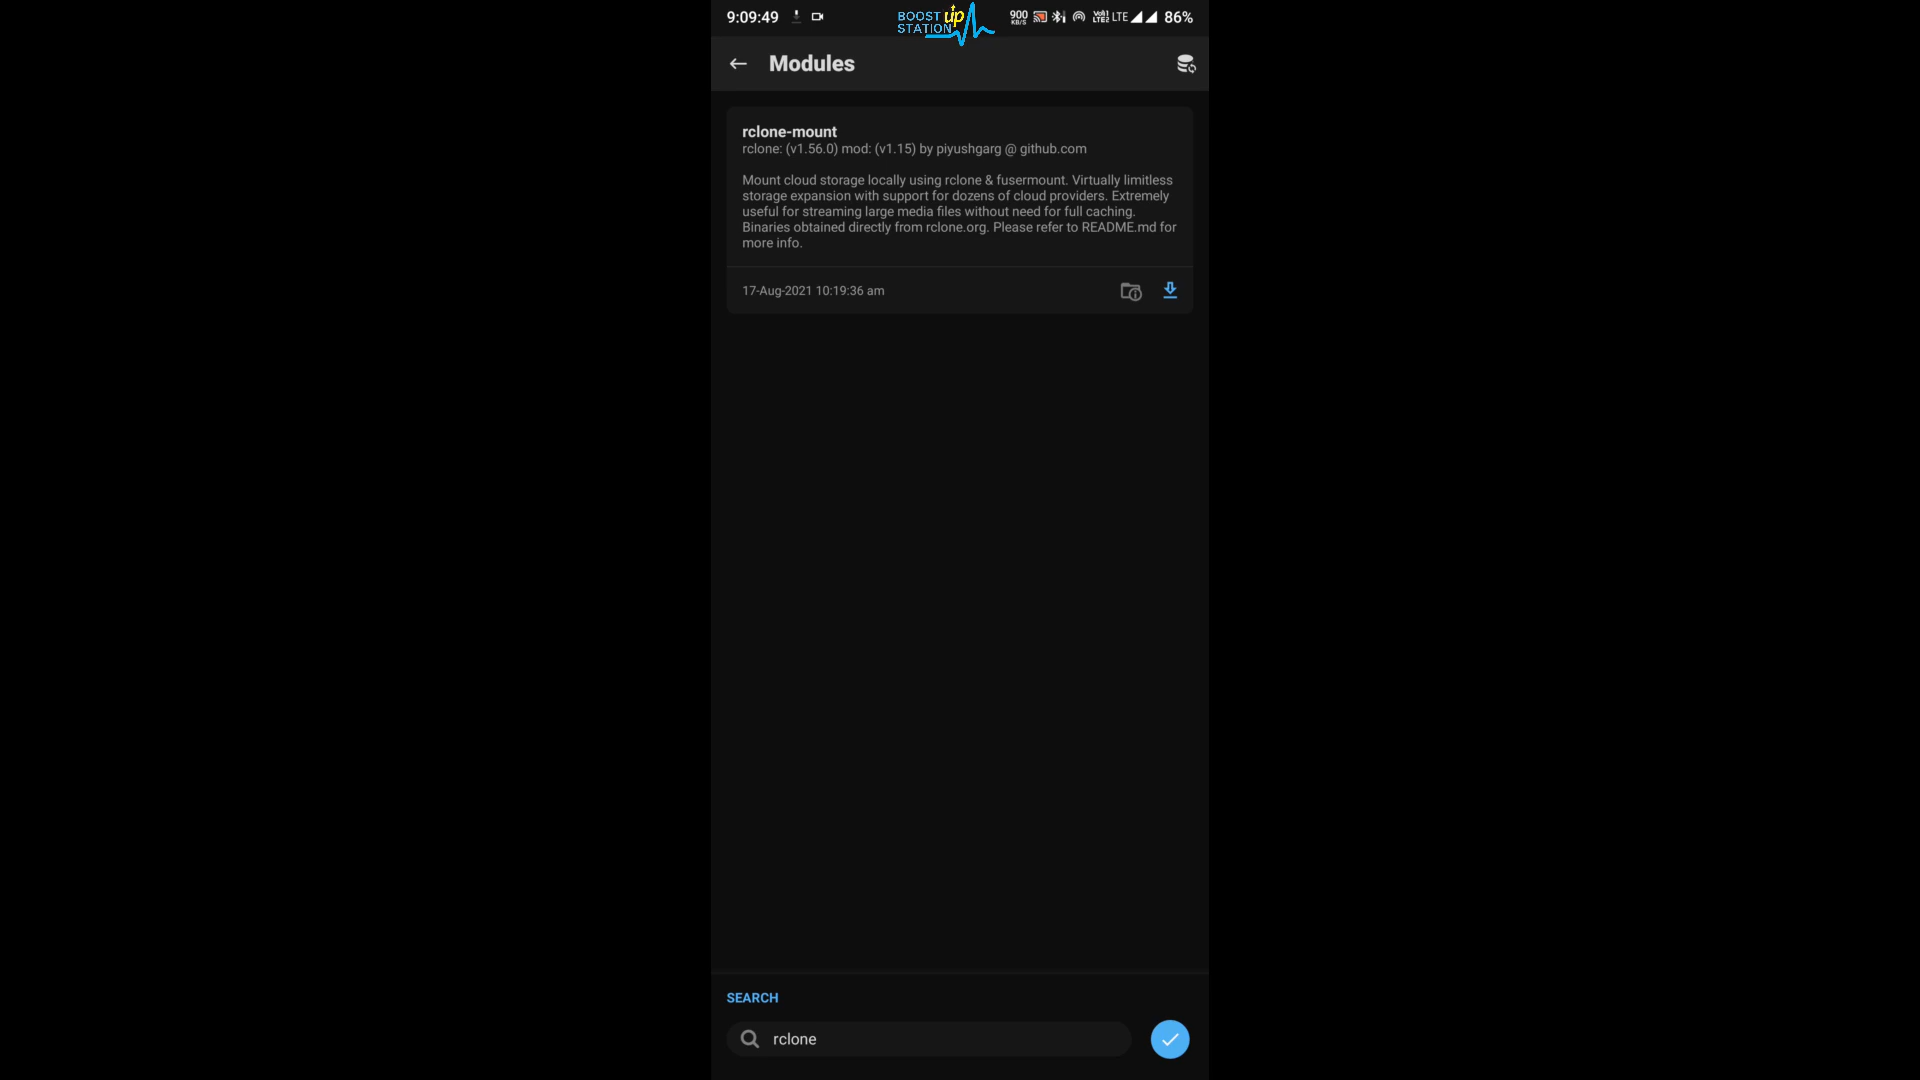 9:09:49
BOOST up
STATION
900
KB/S
LTE 86%
Modules
rclone-mount
rclone: (v1.56.0) mod: (v1.15) by piyushgarg @ github.com
Mount cloud storage locally using rclone & fusermount. Virtually limitless
storage expansion with support for dozens of cloud providers. Extremely
useful for streaming large media files without need for full caching.
Binaries obtained directly from rclone.org. Please refer to README.md for
more info.
17-Aug-2021 10:19:36 am
SEARCH
rclone